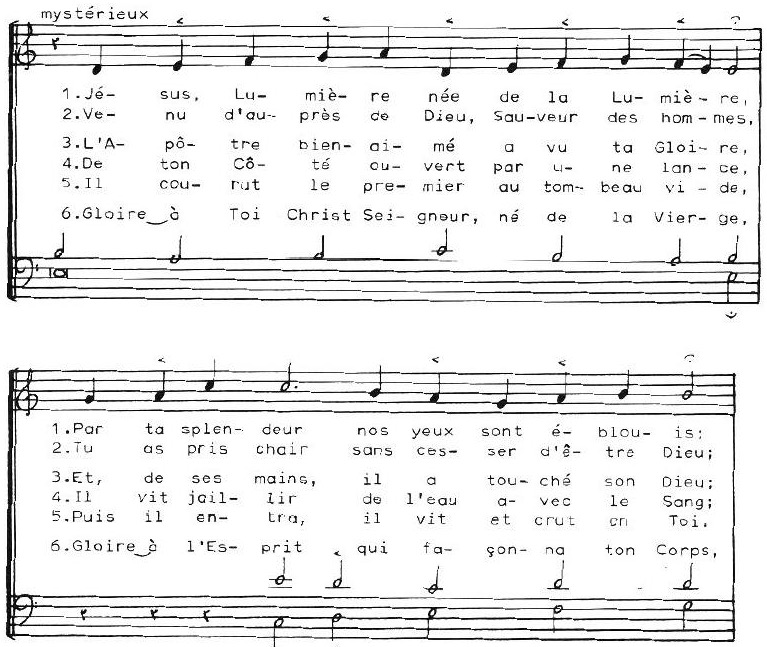 mystérieux
1.Jé- sus, Lu- miè- re née de la Lu- miè- re,
2.Ve- nu d'au- près de Dieu, Sau-veur des hom- mes,
3.L'A- pô- tre bien- ai- mé a vu ta Gloi- re,
4.De ton Cô- té ou- vert par u- ne lan- ce,
5.Il cou- rut le pre- mier au tom- beau vi - de,
6.Gloire à Toi Christ Sei- gneur, né de la Vier- ge,
1.Par ta splen- deur nos yeux sont é- blou- is:
2.Tu as pris chair sans ces- ser d'ê- tre Dieu;
3.Et, de ses mains, il a tou- ché son Dieu;
4.Il vit jail- lir de l'eau a- vec le Sang;
5.Puis il en- tra, il vit et crut en Toi.
6.Gloire à l'Es- prit qui fa- çon- na ton Corps,